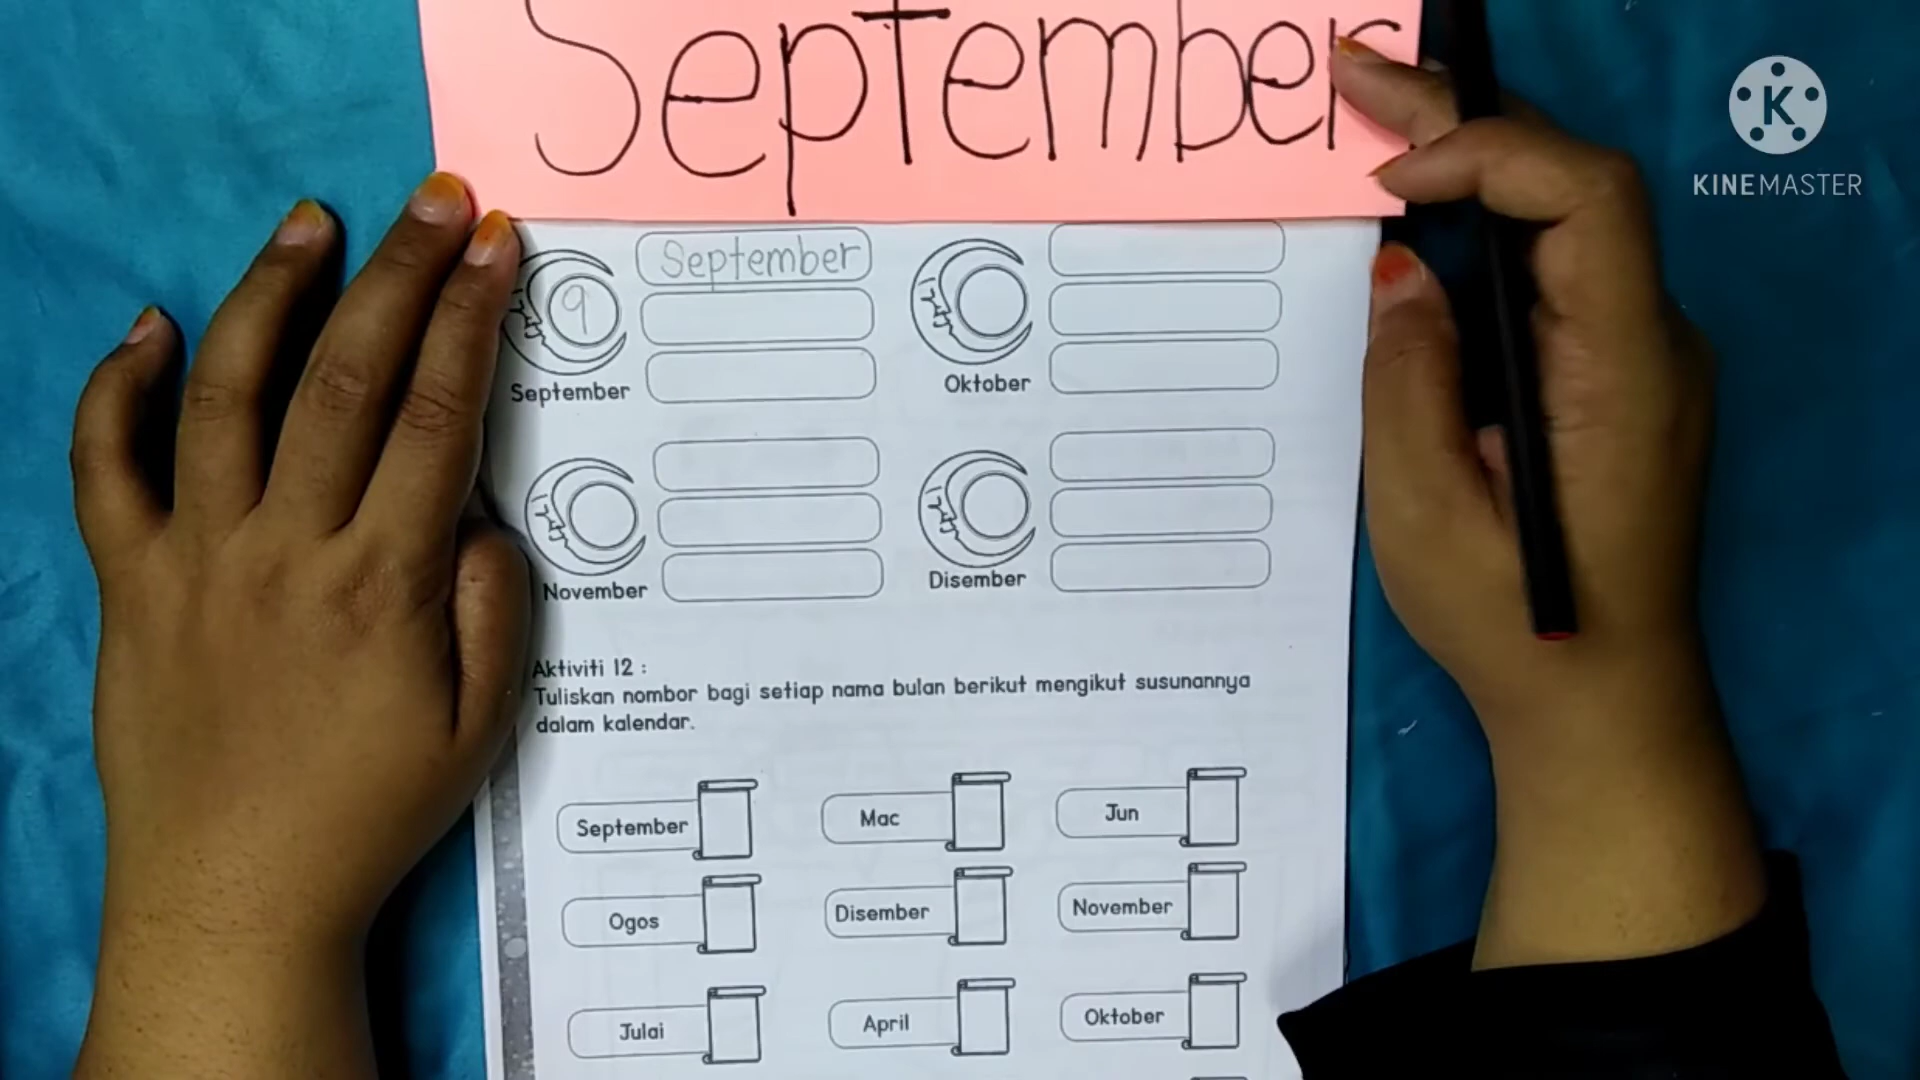 September
KINEMASTER
September
9
September
Oktober
November
Disember
Aktiviti 12 :
Tuliskan nombor bagi setiap nama bulan berikut mengikut susunannya
dalam kalendar.
September
Mac
Jun
Ogos
Disember
November
Julai
April
Oktober